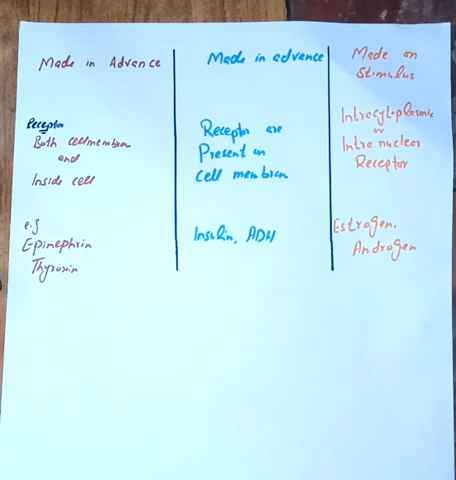 Made in Advance
Receptor
Both cellmembran
and
Inside cell
e.g
Epinephrin
Thyroxin
Made in advance
Receptor are
Present on
cell membran
Insulin, ADH
Made on
Stimulus
Intracytoplasmic
or
Intra nuclear
Receptor
Estrogen,
Androgen